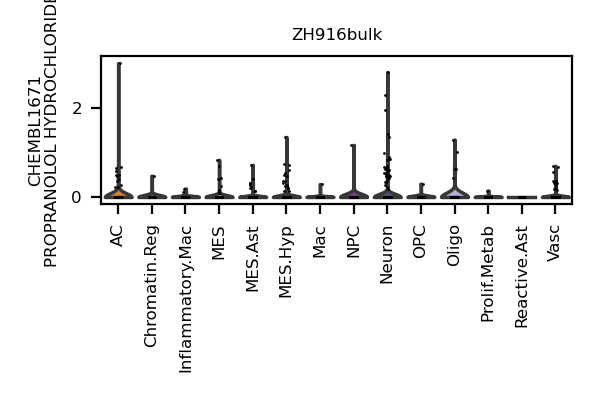 ZH916bulk
CHEMBL1671
PROPRANOLOL HYDROCHLORIDE
2
0
AC
Chromatin.Reg
Inflammatory.Mac
MES
MES.Ast
MES.Hyp
Mac
NPC
Neuron
OPC
Oligo
Prolif.Metab
Reactive.Ast
Vasc